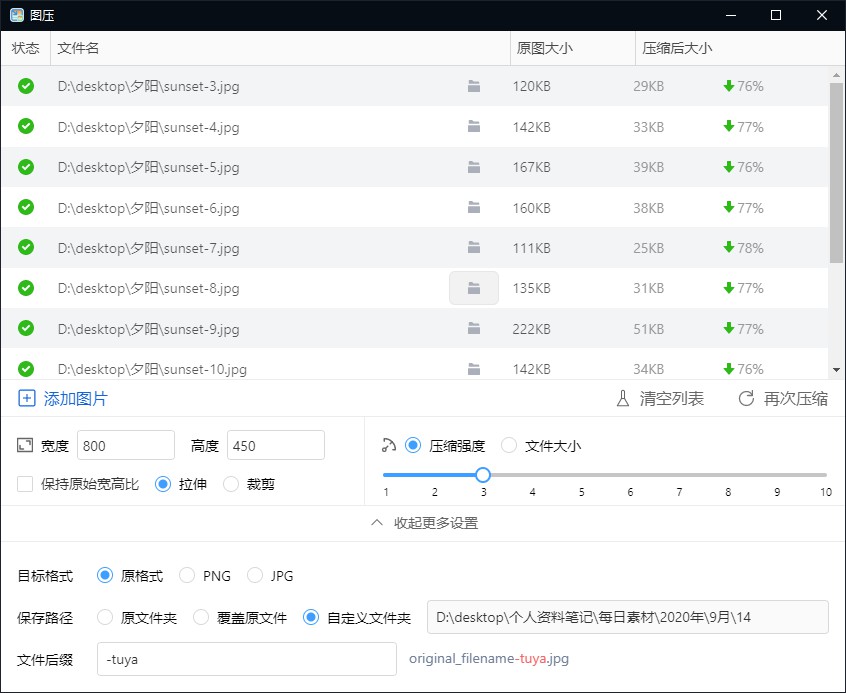 图压
状态 文件名 原图大小 压缩后大小
D:\desktop\夕阳\sunset-3.jpg 120KB 29KB 76%
D:\desktop\夕阳\sunset-4.jpg 142KB 33KB 77%
D:\desktop\夕阳\sunset-5.jpg 167KB 39KB 76%
D:\desktop\夕阳\sunset-6.jpg 160KB 38KB 77%
D:\desktop\夕阳\sunset-7.jpg 111KB 25KB 78%
D:\desktop\夕阳\sunset-8.jpg 135KB 31KB 77%
D:\desktop\夕阳\sunset-9.jpg 222KB 51KB 77%
D:\desktop\夕阳\sunset-10.jpg 142KB 34KB 76%
添加图片 清空列表 再次压缩
宽度 800 高度 450 压缩强度 文件大小
保持原始宽高比 拉伸 裁剪
1 2 3 4 5 6 7 8 9 10
收起更多设置
目标格式 原格式 PNG JPG
保存路径 原文件夹 覆盖原文件 自定义文件夹 D:\desktop\个人资料笔记\每日素材\2020年\9月\14
文件后缀 -tuya original_filename-tuya.jpg